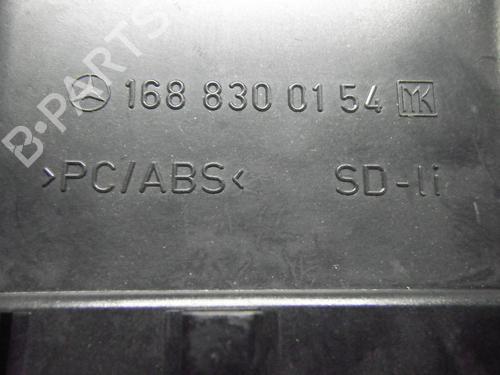 168 830 01 54 MK
>PC/ABS< SD-li
B-PARTS